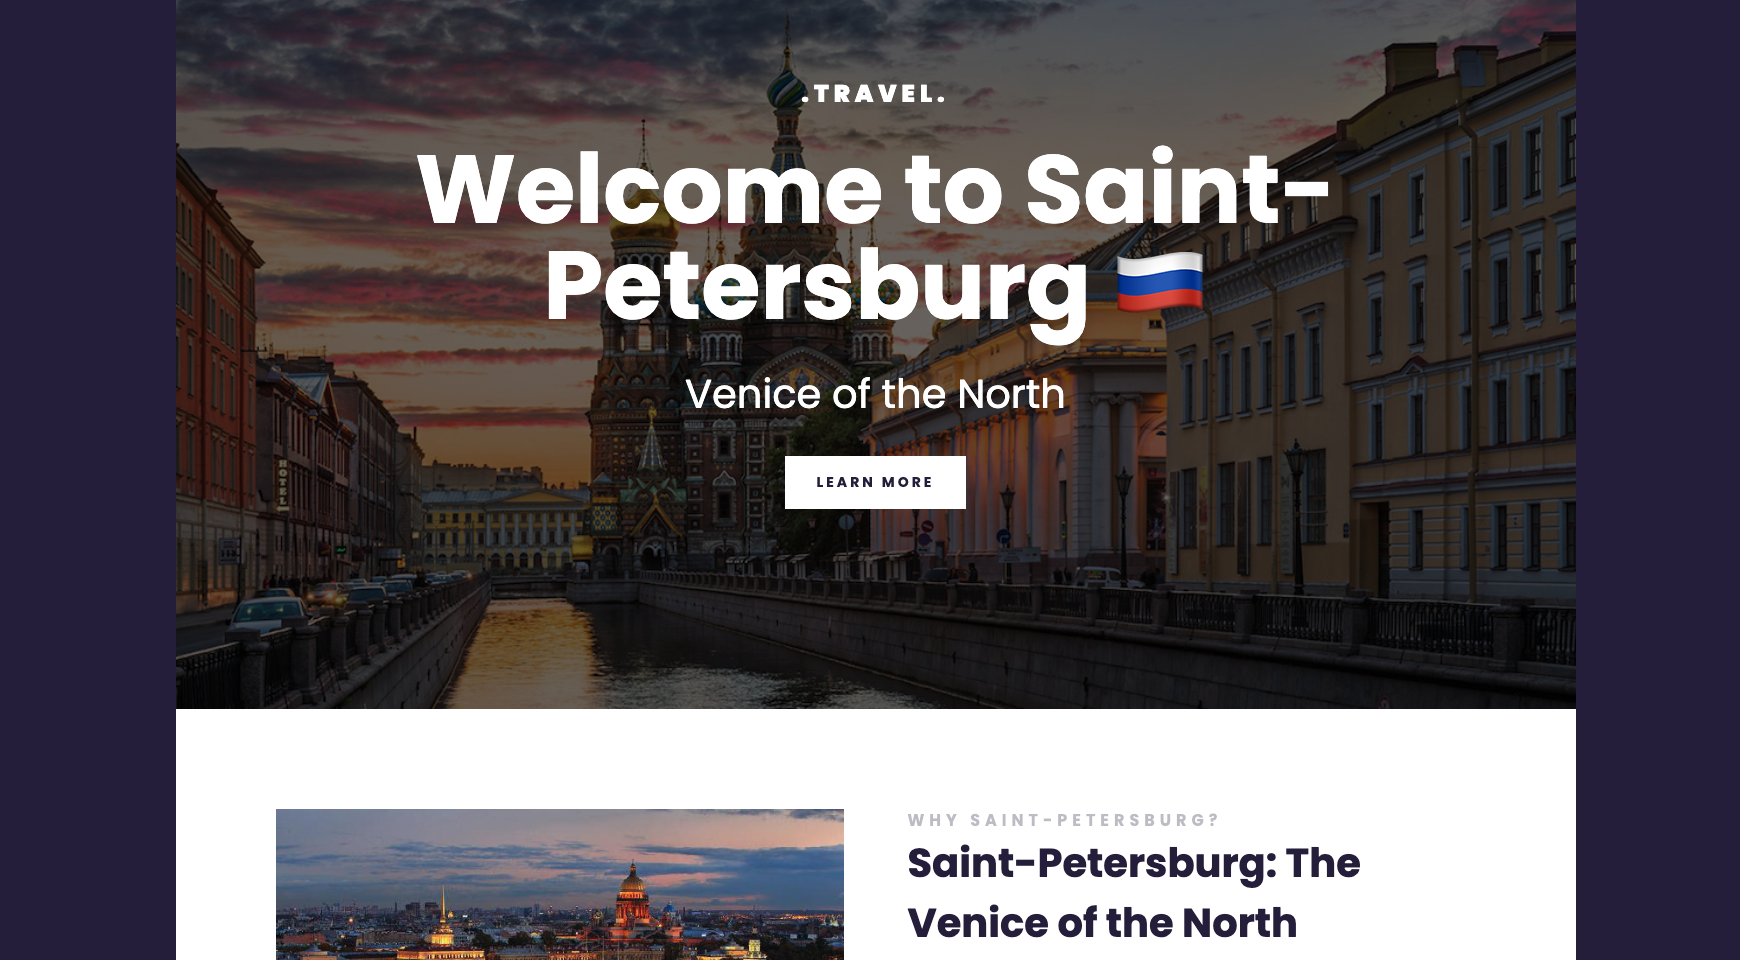 .TRAVEL.
Welcome to Saint-
Petersburg 🇷🇺
Venice of the North
LEARN MORE
HOTEL
WHY SAINT-PETERSBURG?
Saint-Petersburg: The
Venice of the North